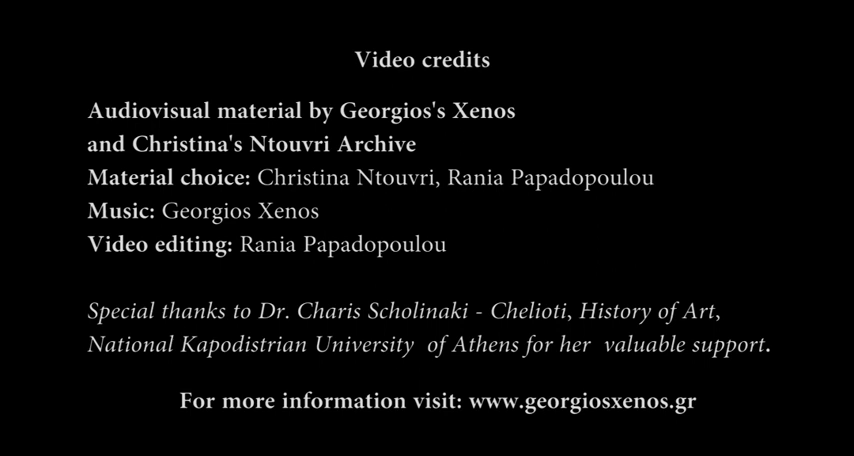 Video credits
Audiovisual material by Georgios's Xenos
and Christina's Ntouvri Archive
Material choice: Christina Ntouvri, Rania Papadopoulou
Music: Georgios Xenos
Video editing: Rania Papadopoulou
Special thanks to Dr. Charis Scholinaki - Chelioti, History of Art,
National Kapodistrian University  of Athens for her  valuable support.
For more information visit: www.georgiosxenos.gr